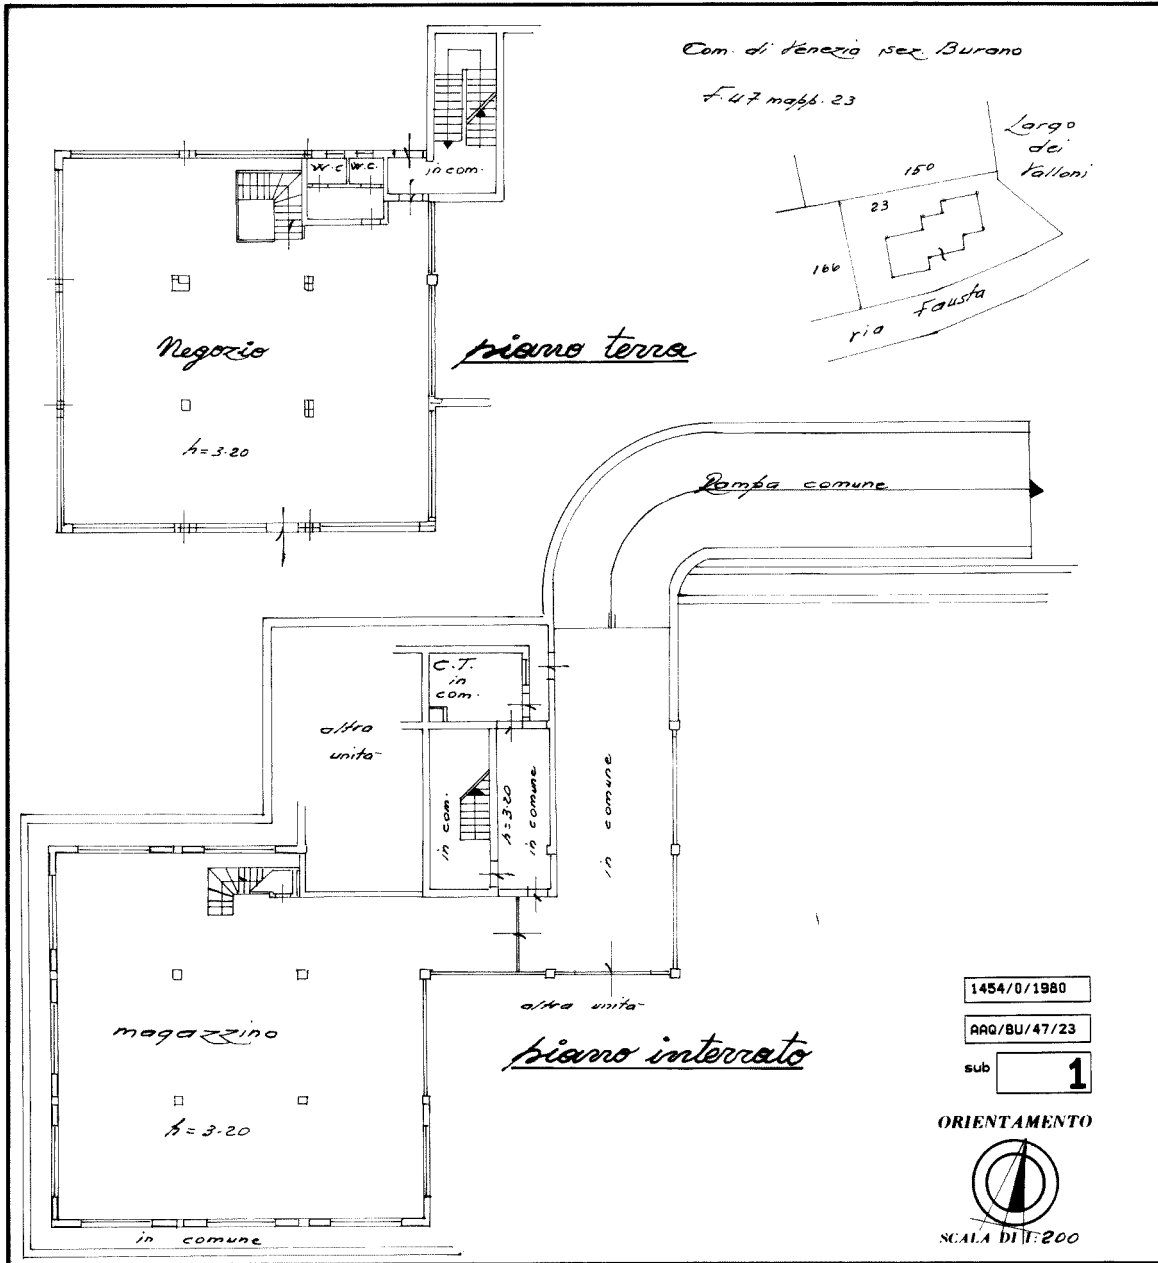 Com. di Venezia sez. Burano
F. 47 mapp. 23
Largo
dei
Valloni
150
23
166
ria Fausta
W.C W.C.
in com.
Negozio
piano terra
h=3.20
Rampa comune
C.T.
in
com.
altra
unità
in com.
h=3.20
in comune
in comune
altra unità
magazzino
piano interrato
h=3.20
in comune
1454/0/1980
AAQ/BU/47/23
sub 1
ORIENTAMENTO
SCALA DI 1:200